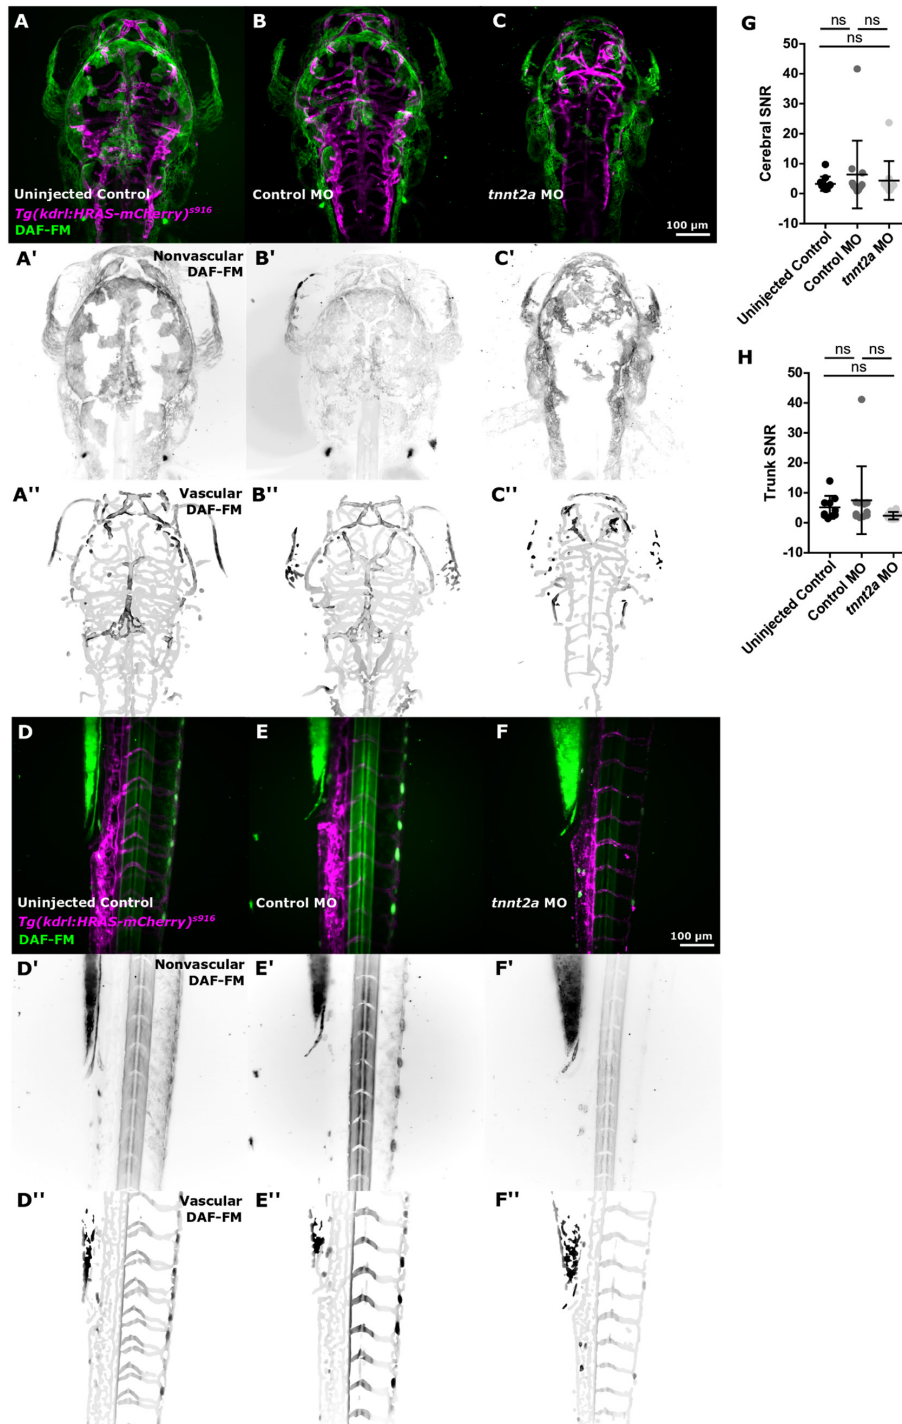 A
B
C
Uninjected Control
Control MO
tnnt2a MO
Tg(kdrl:HRAS-mCherry)s916
DAF-FM
100 µm
A'
Nonvascular
DAF-FM
B'
C'
A''
Vascular
DAF-FM
B''
C''
D
E
F
Uninjected Control
Control MO
tnnt2a MO
Tg(kdrl:HRAS-mCherry)s916
DAF-FM
100 µm
D'
Nonvascular
DAF-FM
E'
F'
D''
Vascular
DAF-FM
E''
F''
G
ns ns
ns
Cerebral SNR
50
40
30
20
10
0
-10
Uninjected Control
Control MO
tnnt2a MO
H
ns ns
ns
Trunk SNR
50
40
30
20
10
0
-10
Uninjected Control
Control MO
tnnt2a MO